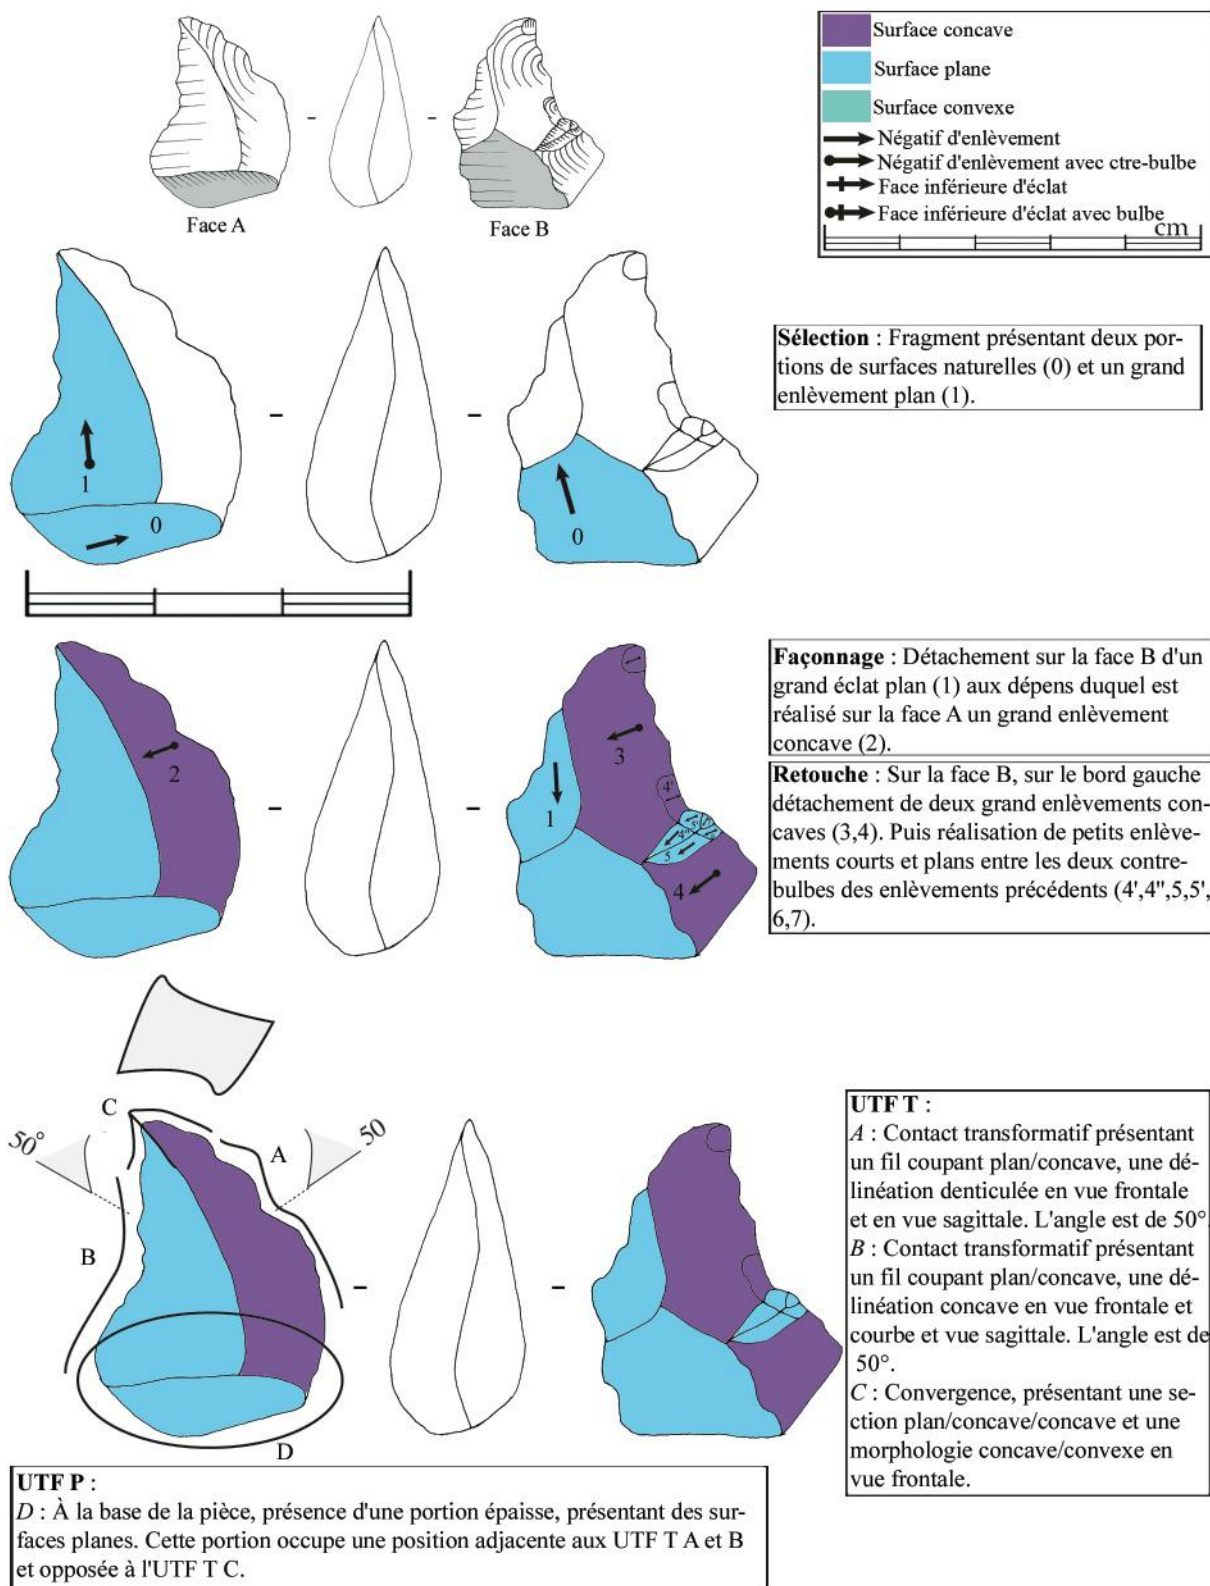 Surface concave
Surface plane
Surface convexe
Négatif d'enlèvement
Négatif d'enlèvement avec ctre-bulbe
Face inférieure d'éclat
Face inférieure d'éclat avec bulbe
cm
Face A
Face B
1
0
0
Sélection : Fragment présentant deux por-
tions de surfaces naturelles (0) et un grand
enlèvement plan (1).
2
3
1
4"
4"
5'
5
4
Façonnage : Détachement sur la face B d'un
grand éclat plan (1) aux dépens duquel est
réalisé sur la face A un grand enlèvement
concave (2).
Retouche : Sur la face B, sur le bord gauche
détachement de deux grand enlèvements con-
caves (3,4). Puis réalisation de petits enlève-
ments courts et plans entre les deux contre-
bulbes des enlèvements précédents (4',4",5,5',
6,7).
C
50°
50
A
B
D
UTF T :
A : Contact transformatif présentant
un fil coupant plan/concave, une dé-
linéation denticulée en vue frontale
et en vue sagittale. L'angle est de 50°.
B : Contact transformatif présentant
un fil coupant plan/concave, une dé-
linéation concave en vue frontale et
courbe et vue sagittale. L'angle est de
50°.
C : Convergence, présentant une se-
ction plan/concave/concave et une
morphologie concave/convexe en
vue frontale.
UTF P :
D : À la base de la pièce, présence d'une portion épaisse, présentant des sur-
faces planes. Cette portion occupe une position adjacente aux UTF T A et B
et opposée à l'UTF T C.